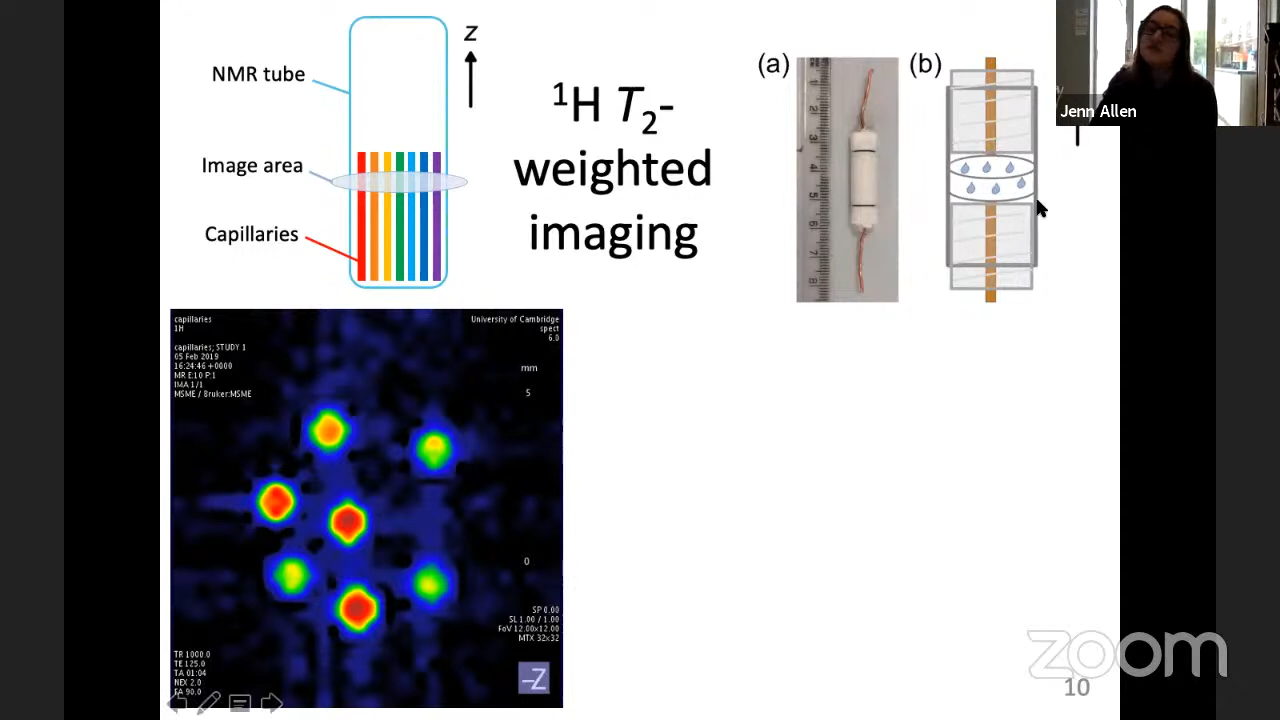 NMR tube
Image area
Capillaries
z
¹H T₂-
weighted
imaging
(a)
(b)
Jenn Allen
capillaries
1H
capillaries; STUDY 1
05 Feb 2019
16:24:46 +0000
MR E:10 P:1
IMA 1/1
MSME / Bruker:MSME
University of Cambridge
spect
6.0
mm
5
0
SP 0.00
SL 1.00 / 1.00
FoV 12.00x12.00
MTX 32x32
TR 1000.0
TE 125.0
TA 01:04
NEX 2.0
FA 90.0
–Z
zoom
10